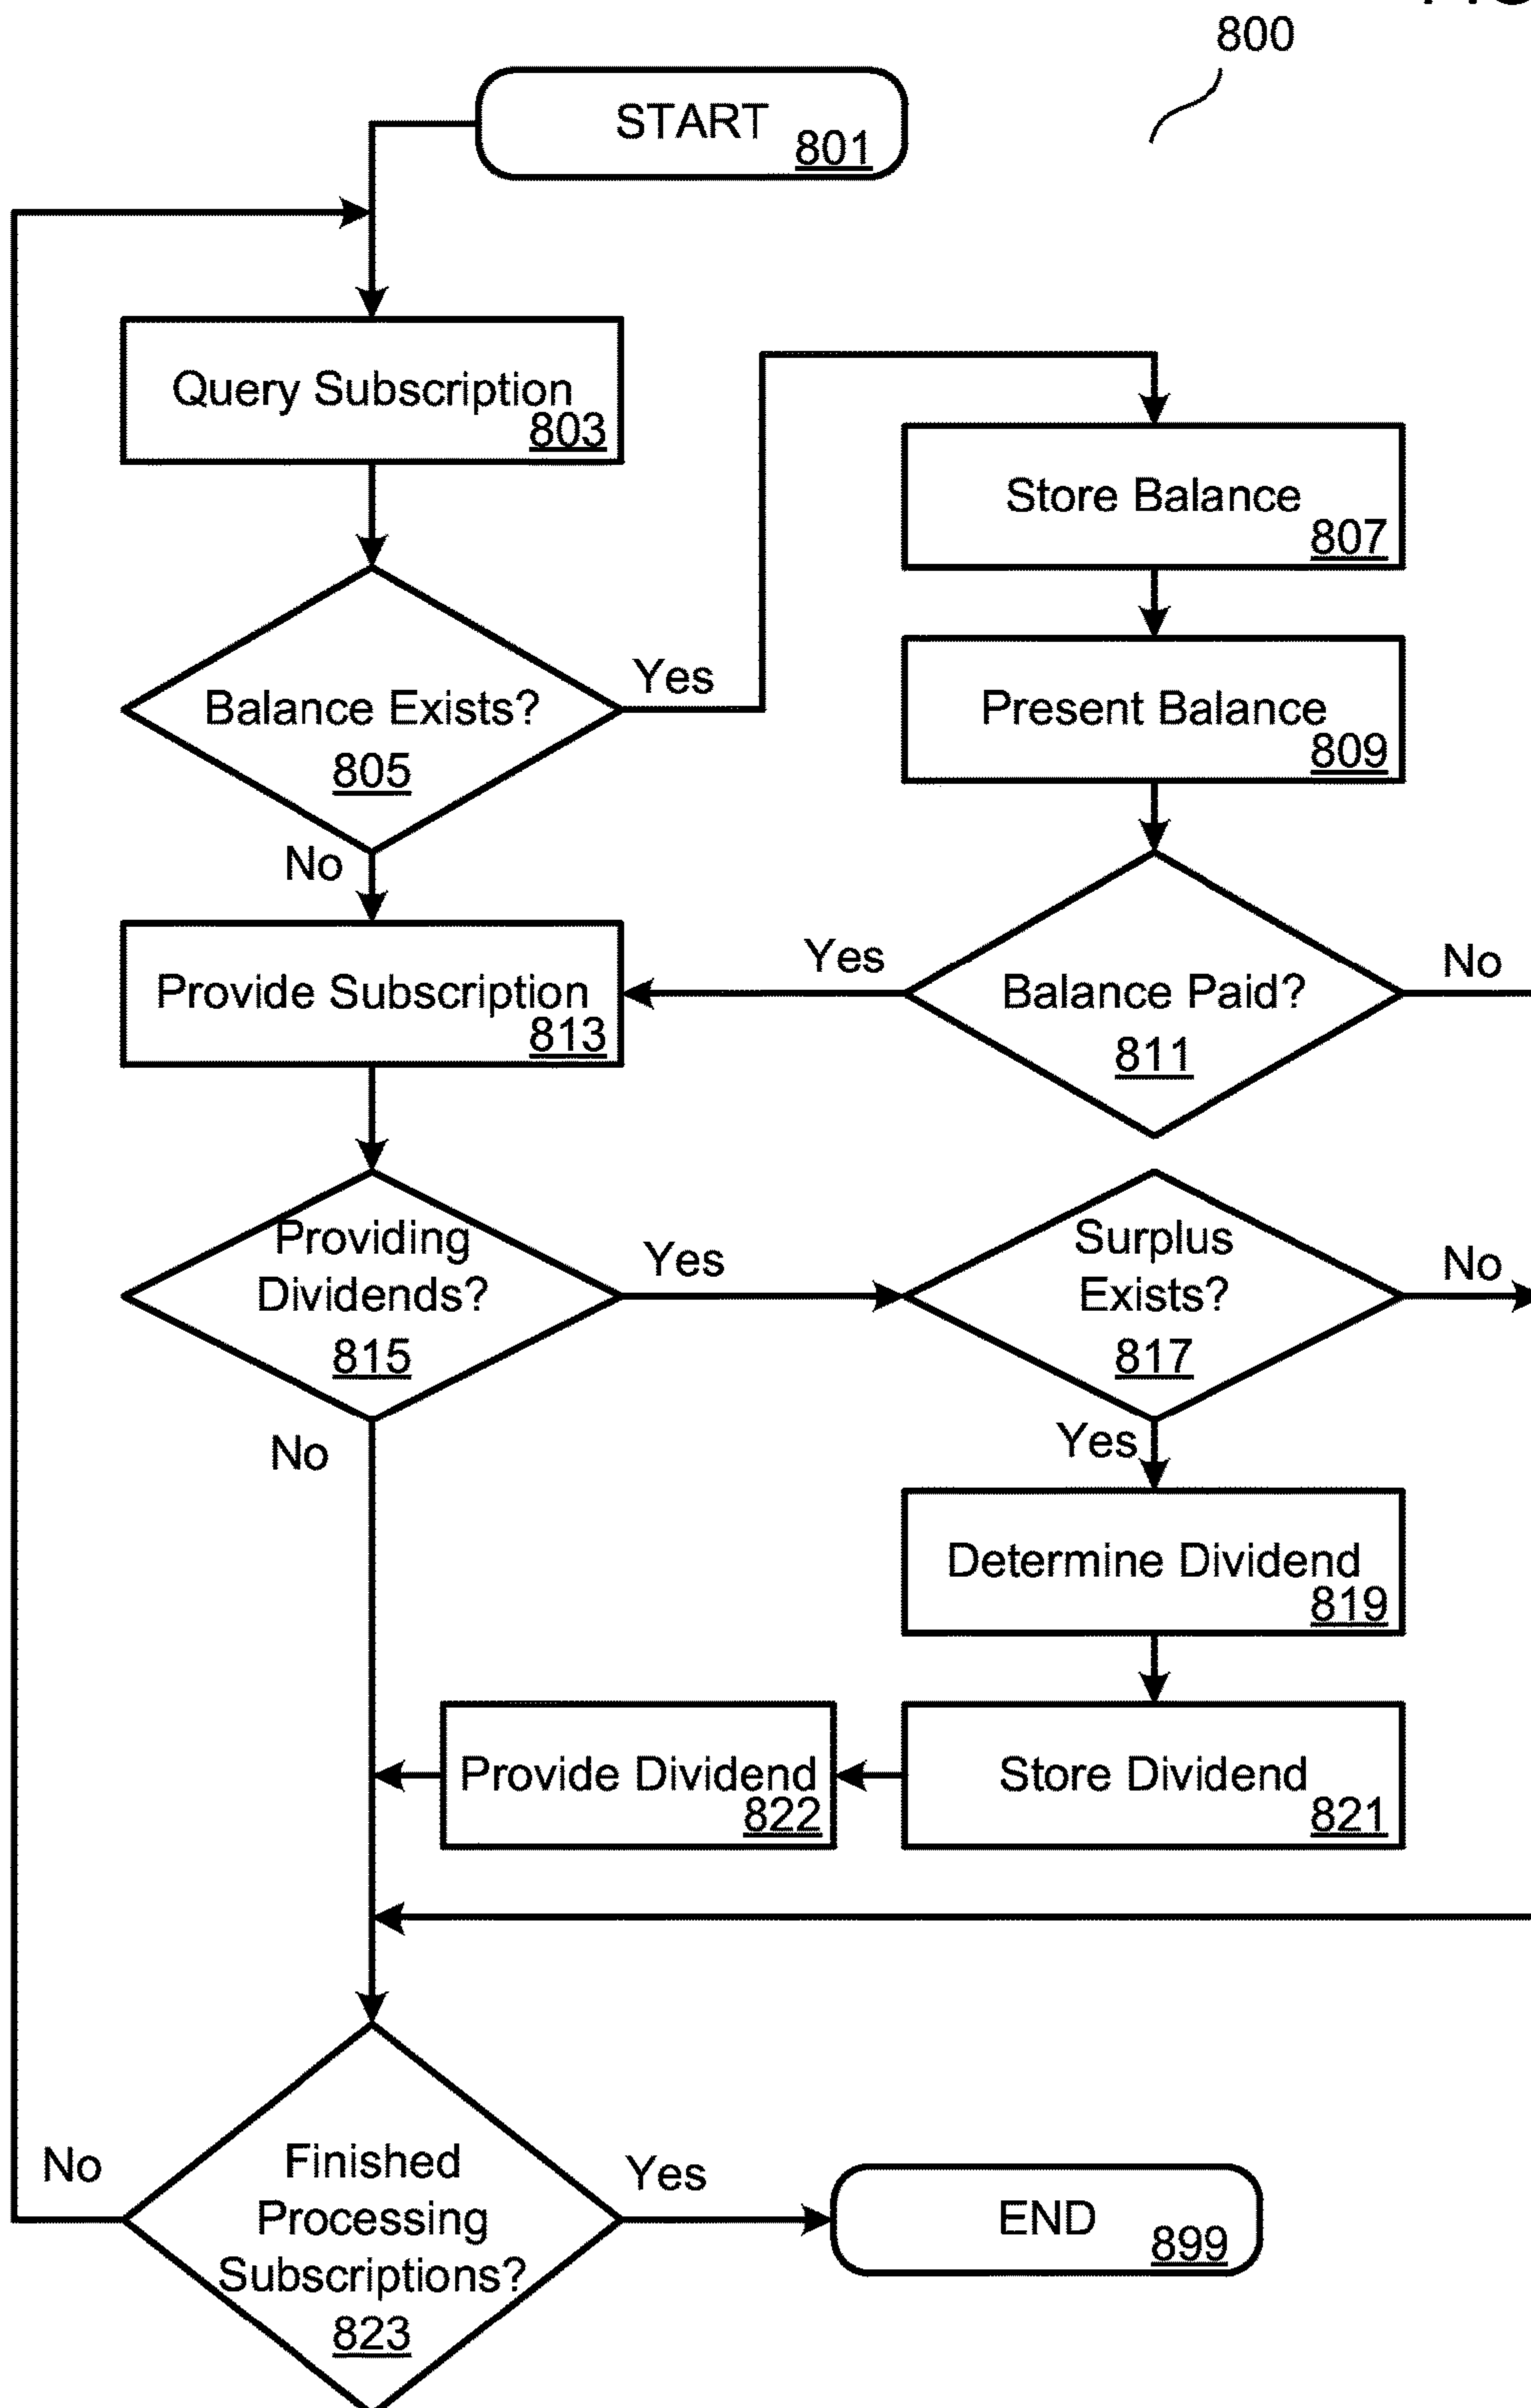 800
START
801
Query Subscription
803
Store Balance
807
Yes
Balance Exists?
805
Present Balance
809
No
Provide Subscription
813
Yes
Balance Paid?
811
No
Providing
Dividends?
815
Yes
Surplus
Exists?
817
No
No
Yes
Determine Dividend
819
Provide Dividend
822
Store Dividend
821
No
Finished
Processing
Subscriptions?
823
Yes
END
899